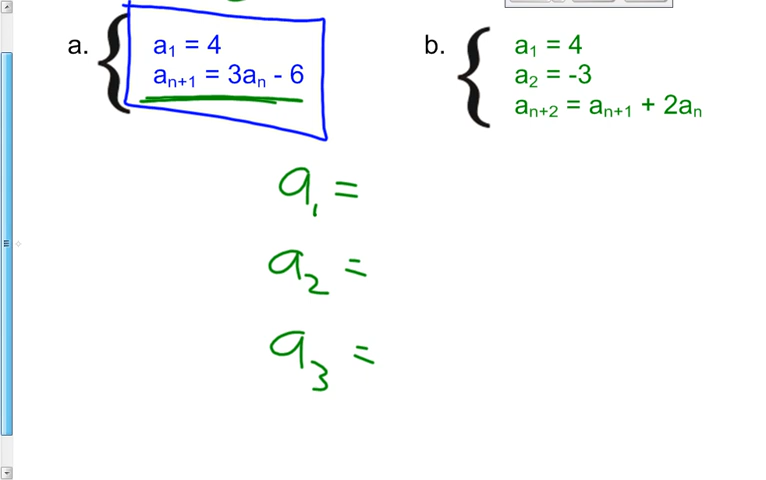 a. a₁ = 4
aₙ₊₁ = 3aₙ - 6
b. a₁ = 4
a₂ = -3
aₙ₊₂ = aₙ₊₁ + 2aₙ
a₁ =
a₂ =
a₃ =